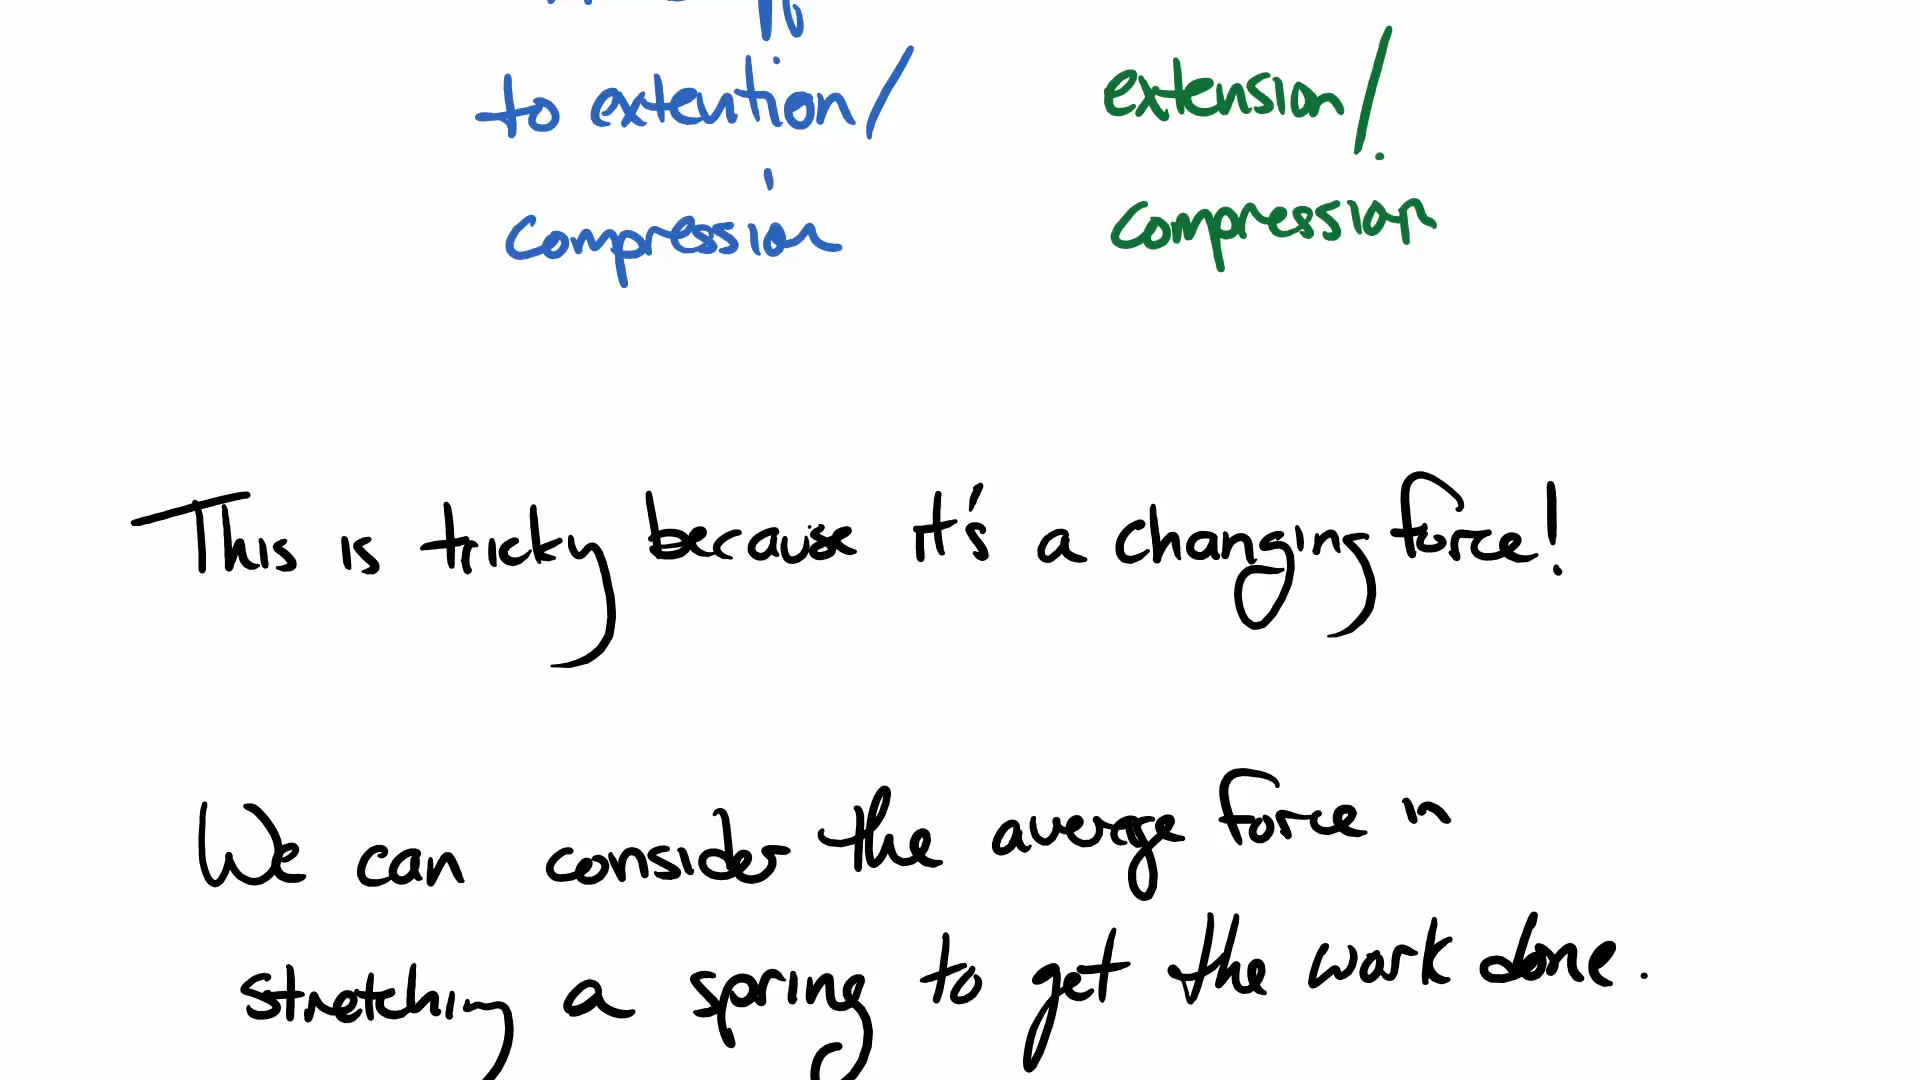 to extention/ extension/
compression compression
This is tricky because it's a changing force!
We can consider the average force in
stretching a spring to get the work done.